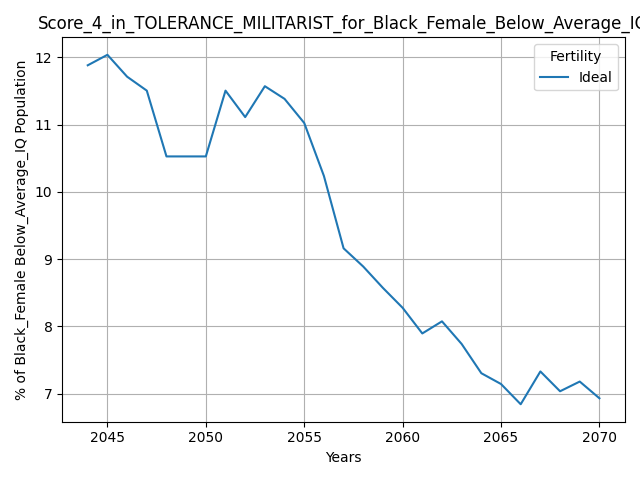 Score_4_in_TOLERANCE_MILITARIST_for_Black_Female_Below_Average_IQ
Fertility
Ideal
% of Black_Female Below_Average_IQ Population
12
11
10
9
8
7
2045 2050 2055 2060 2065 2070
Years